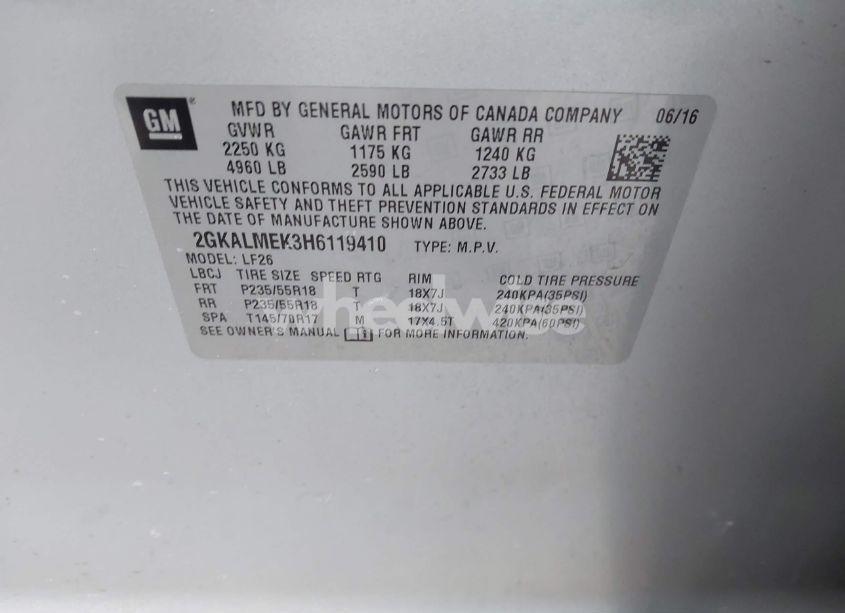 GM
MFD BY GENERAL MOTORS OF CANADA COMPANY 06/16
GVWR GAWR FRT GAWR RR
2250 KG 1175 KG 1240 KG
4960 LB 2590 LB 2733 LB
THIS VEHICLE CONFORMS TO ALL APPLICABLE U.S. FEDERAL MOTOR
VEHICLE SAFETY AND THEFT PREVENTION STANDARDS IN EFFECT ON
THE DATE OF MANUFACTURE SHOWN ABOVE.
2GKALMEK3H6119410 TYPE: M.P.V.
MODEL: LF26
LBCJ TIRE SIZE SPEED RTG RIM COLD TIRE PRESSURE
FRT P235/55R18 T 18X7J 240KPA(35PSI)
RR P235/55R18 T 18X7J 240KPA(35PSI)
SPA T145/70R17 M 17X4.5T 420KPA(60PSI)
SEE OWNER'S MANUAL FOR MORE INFORMATION.